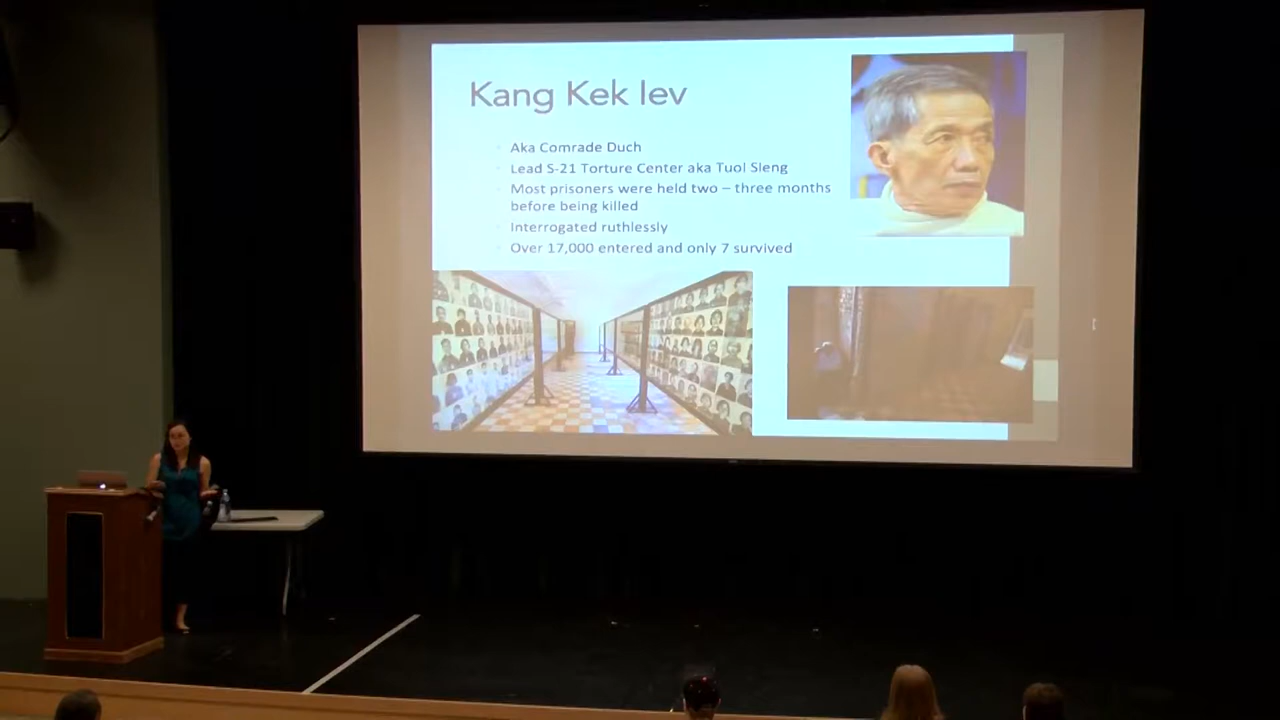 Kang Kek Iev
Aka Comrade Duch
Lead S-21 Torture Center aka Tuol Sleng
Most prisoners were held two – three months
before being killed
Interrogated ruthlessly
Over 17,000 entered and only 7 survived